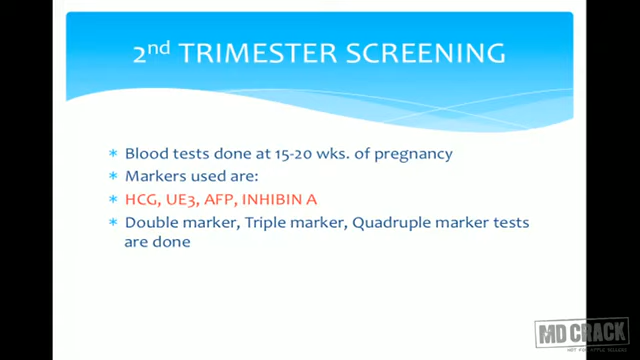 2nd TRIMESTER SCREENING
* Blood tests done at 15-20 wks. of pregnancy
* Markers used are:
* HCG, UE3, AFP, INHIBIN A
* Double marker, Triple marker, Quadruple marker tests
are done
MD CRACK